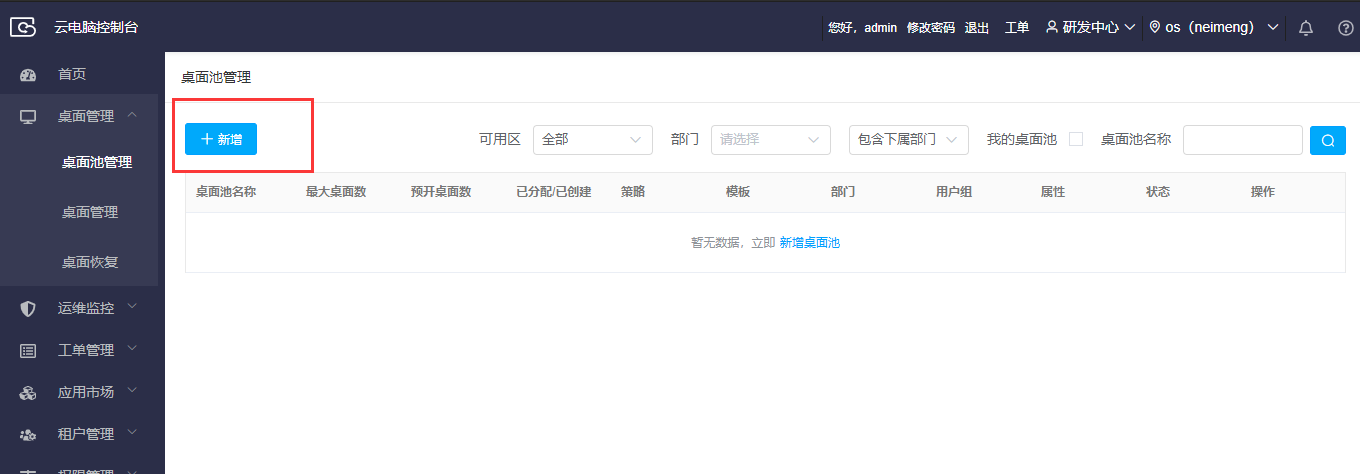 云电脑控制台
您好，admin 修改密码 退出 工单 研发中心 os（neimeng）
首页
桌面管理
桌面池管理
桌面管理
桌面恢复
运维监控
工单管理
应用市场
租户管理
权限管理
桌面池管理
新增
可用区 全部 部门 请选择 包含下属部门 我的桌面池 桌面池名称
桌面池名称 最大桌面数 预开桌面数 已分配/已创建 策略 模板 部门 用户组 属性 状态 操作
暂无数据，立即 新增桌面池